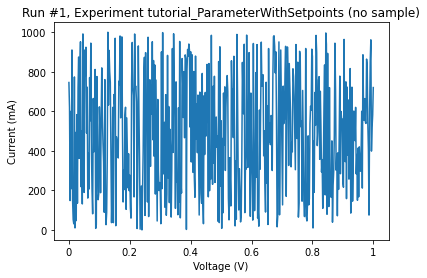 Run #1, Experiment tutorial_ParameterWithSetpoints (no sample)
1000
800
600
400
200
0
Current (mA)
0 0.2 0.4 0.6 0.8 1
Voltage (V)